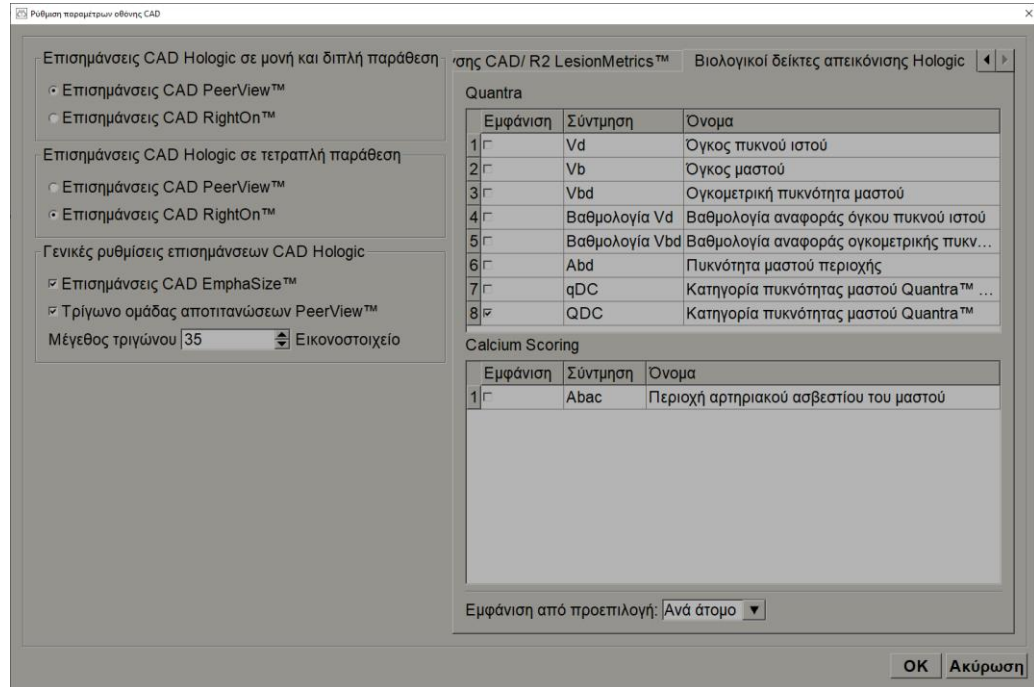 Ρύθμιση παραμέτρων οθόνης CAD
Επισημάνσεις CAD Hologic σε μονή και διπλή παράθεση
Επισημάνσεις CAD PeerView™
Επισημάνσεις CAD RightOn™
Επισημάνσεις CAD Hologic σε τετραπλή παράθεση
Επισημάνσεις CAD PeerView™
Επισημάνσεις CAD RightOn™
Γενικές ρυθμίσεις επισημάνσεων CAD Hologic
Επισημάνσεις CAD EmphaSize™
Τρίγωνο ομάδας αποτιτανώσεων PeerView™
Μέγεθος τριγώνου 35 Εικονοστοιχείο
CAD/ R2 LesionMetrics™ Βιολογικοί δείκτες απεικόνισης Hologic
Quantra
Εμφάνιση Σύντμηση Όνομα
1 Vd Όγκος πυκνού ιστού
2 Vb Όγκος μαστού
3 Vbd Ογκομετρική πυκνότητα μαστού
4 Βαθμολογία Vd Βαθμολογία αναφοράς όγκου πυκνού ιστού
5 Βαθμολογία Vbd Βαθμολογία αναφοράς ογκομετρικής πυκν...
6 Abd Πυκνότητα μαστού περιοχής
7 qDC Κατηγορία πυκνότητας μαστού Quantra™ ...
8 QDC Κατηγορία πυκνότητας μαστού Quantra™
Calcium Scoring
Εμφάνιση Σύντμηση Όνομα
1 Abac Περιοχή αρτηριακού ασβεστίου του μαστού
Εμφάνιση από προεπιλογή: Ανά άτομο
OK Ακύρωση